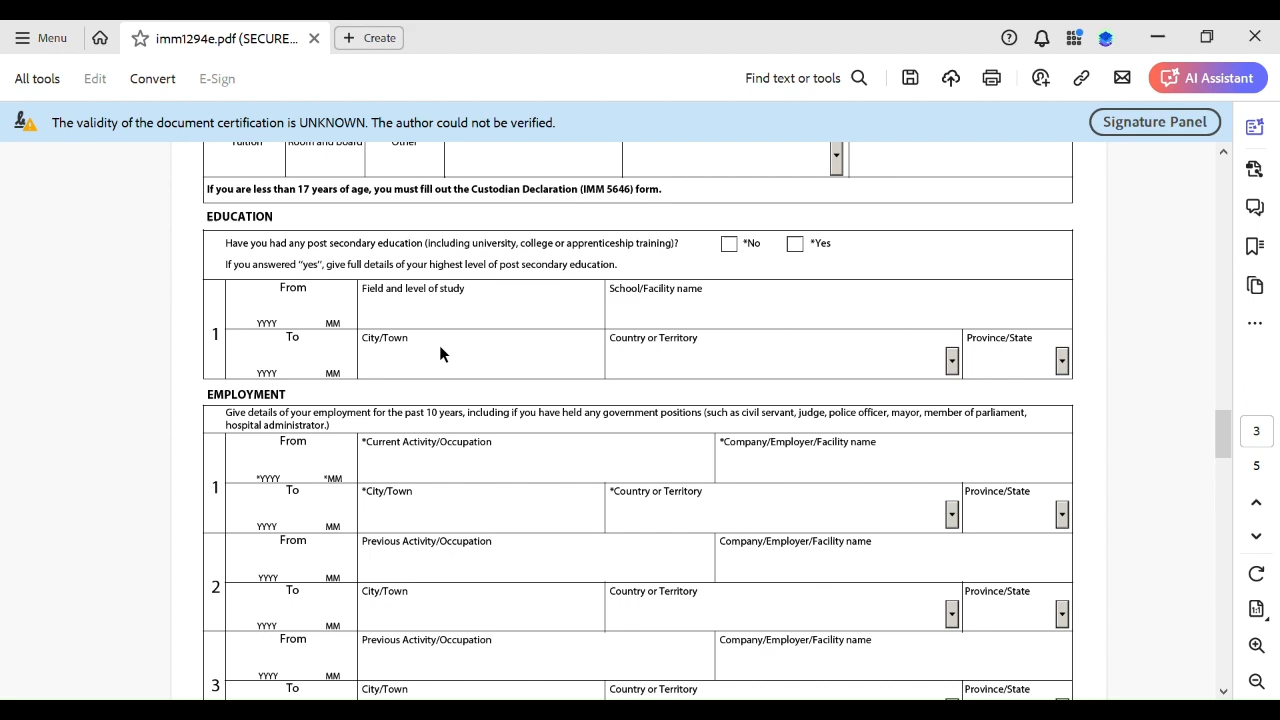 Menu
imm1294e.pdf (SECURE...
Create
All tools Edit Convert E-Sign
Find text or tools
AI Assistant
The validity of the document certification is UNKNOWN. The author could not be verified.
Signature Panel
Tuition Room and Board Other
If you are less than 17 years of age, you must fill out the Custodian Declaration (IMM 5646) form.
EDUCATION
Have you had any post secondary education (including university, college or apprenticeship training)? *No *Yes
If you answered "yes", give full details of your highest level of post secondary education.
From Field and level of study School/Facility name
YYYY MM
1
To City/Town Country or Territory Province/State
YYYY MM
EMPLOYMENT
Give details of your employment for the past 10 years, including if you have held any government positions (such as civil servant, judge, police officer, mayor, member of parliament,
hospital administrator.)
From *Current Activity/Occupation *Company/Employer/Facility name
*YYYY *MM
1
To *City/Town *Country or Territory Province/State
YYYY MM
From Previous Activity/Occupation Company/Employer/Facility name
YYYY MM
2
To City/Town Country or Territory Province/State
YYYY MM
From Previous Activity/Occupation Company/Employer/Facility name
YYYY MM
3
To City/Town Country or Territory Province/State
3
5
1:1